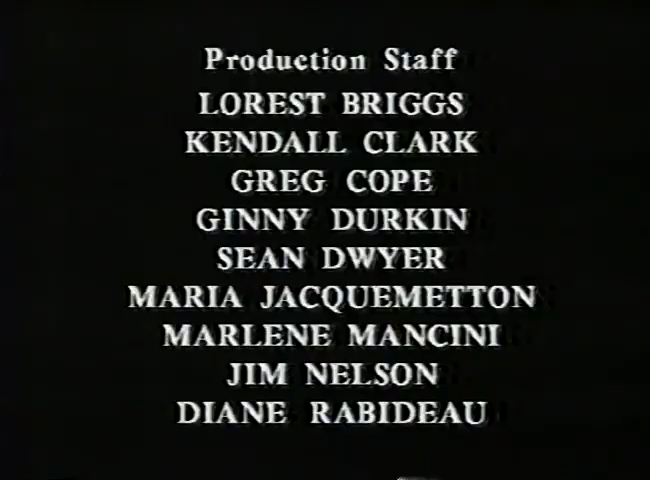 Production Staff
LOREST BRIGGS
KENDALL CLARK
GREG COPE
GINNY DURKIN
SEAN DWYER
MARIA JACQUEMETTON
MARLENE MANCINI
JIM NELSON
DIANE RABIDEAU